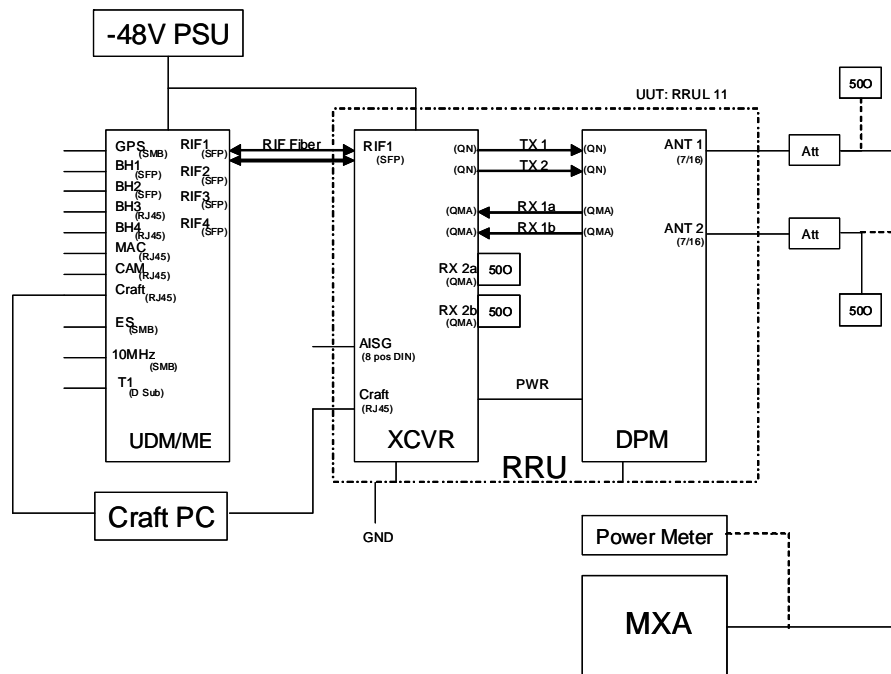 -48V PSU
UUT: RRUL 11
50O
GPS
(SMB)
BH1
(SFP)
BH2
(SFP)
BH3
(RJ45)
BH4
(RJ45)
MAC
(RJ45)
CAM
(RJ45)
Craft
(RJ45)
ES
(SMB)
10MHz
(SMB)
T1
(D Sub)
RIF1
(SFP)
RIF2
(SFP)
RIF3
(SFP)
RIF4
(SFP)
UDM/ME
RIF Fiber
RIF1
(SFP)
(QN)
TX 1
(QN)
(QN)
TX 2
(QN)
(QMA)
RX 1a
(QMA)
(QMA)
RX 1b
(QMA)
RX 2a
(QMA)
50O
RX 2b
(QMA)
50O
AISG
(8 pos DIN)
Craft
(RJ45)
XCVR
PWR
ANT 1
(7/16)
ANT 2
(7/16)
DPM
Att
Att
50O
RRU
Craft PC
GND
Power Meter
MXA